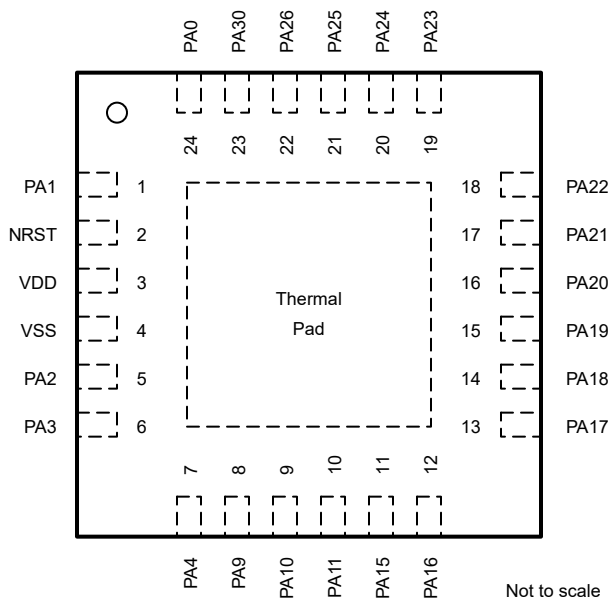 PA0
PA30
PA26
PA25
PA24
PA23
24
23
22
21
20
19
PA1 1
18 PA22
NRST 2
17 PA21
VDD 3
16 PA20
VSS 4
15 PA19
PA2 5
14 PA18
PA3 6
13 PA17
Thermal
Pad
7
8
9
10
11
12
PA4
PA9
PA10
PA11
PA15
PA16
Not to scale